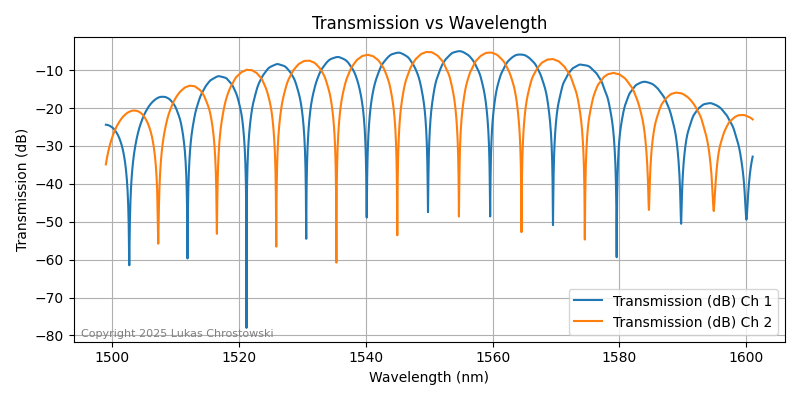 Transmission vs Wavelength
Transmission (dB)
−10
−20
−30
−40
−50
−60
−70
−80
Transmission (dB) Ch 1
Transmission (dB) Ch 2
Copyright 2025 Lukas Chrostowski
1500 1520 1540 1560 1580 1600
Wavelength (nm)